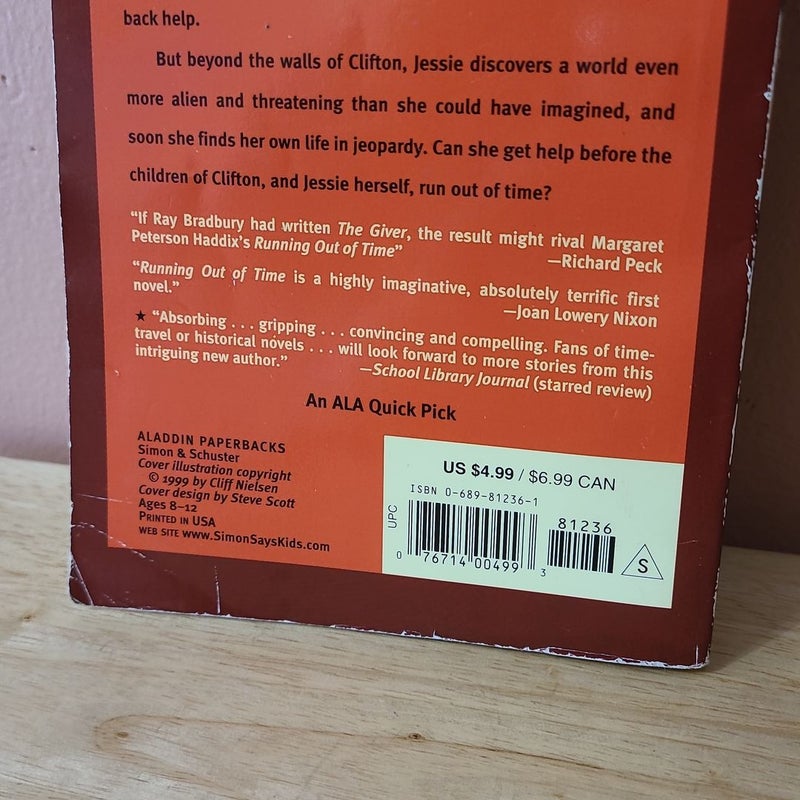 back help.
But beyond the walls of Clifton, Jessie discovers a world even
more alien and threatening than she could have imagined, and
soon she finds her own life in jeopardy. Can she get help before the
children of Clifton, and Jessie herself, run out of time?
“If Ray Bradbury had written The Giver, the result might rival Margaret
Peterson Haddix’s Running Out of Time”
—Richard Peck
“Running Out of Time is a highly imaginative, absolutely terrific first
novel.”
—Joan Lowery Nixon
★ “Absorbing . . . gripping . . . convincing and compelling. Fans of time-
travel or historical novels . . . will look forward to more stories from this
intriguing new author.”
—School Library Journal (starred review)
An ALA Quick Pick
ALADDIN PAPERBACKS
Simon & Schuster
Cover illustration copyright
© 1999 by Cliff Nielsen
Cover design by Steve Scott
Ages 8–12
PRINTED IN USA
WEB SITE www.SimonSaysKids.com
US $4.99 / $6.99 CAN
ISBN 0-689-81236-1
UPC
81236
0 76714 00499 3
S